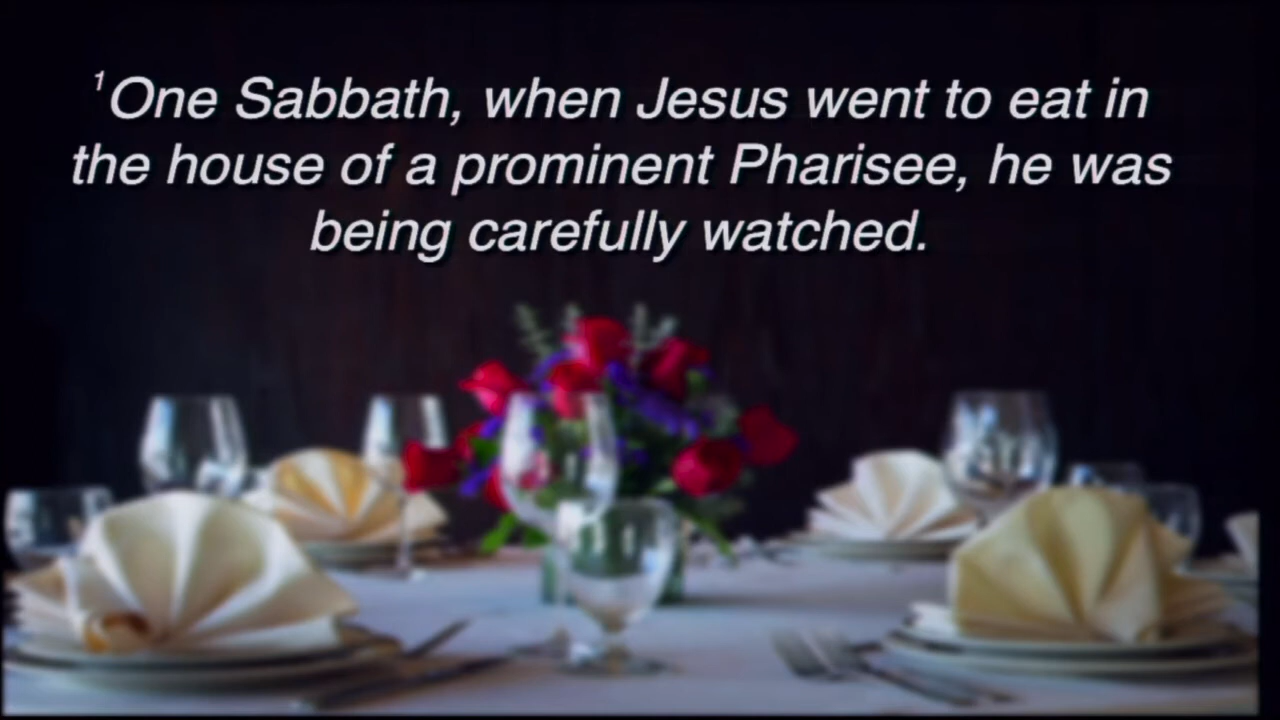 ¹One Sabbath, when Jesus went to eat in
the house of a prominent Pharisee, he was
being carefully watched.